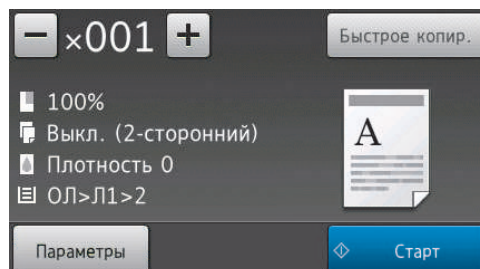 − ×001 + Быстрое копир.
100%
Выкл. (2-сторонний)
Плотность 0
ОЛ>Л1>2
A
Параметры Старт